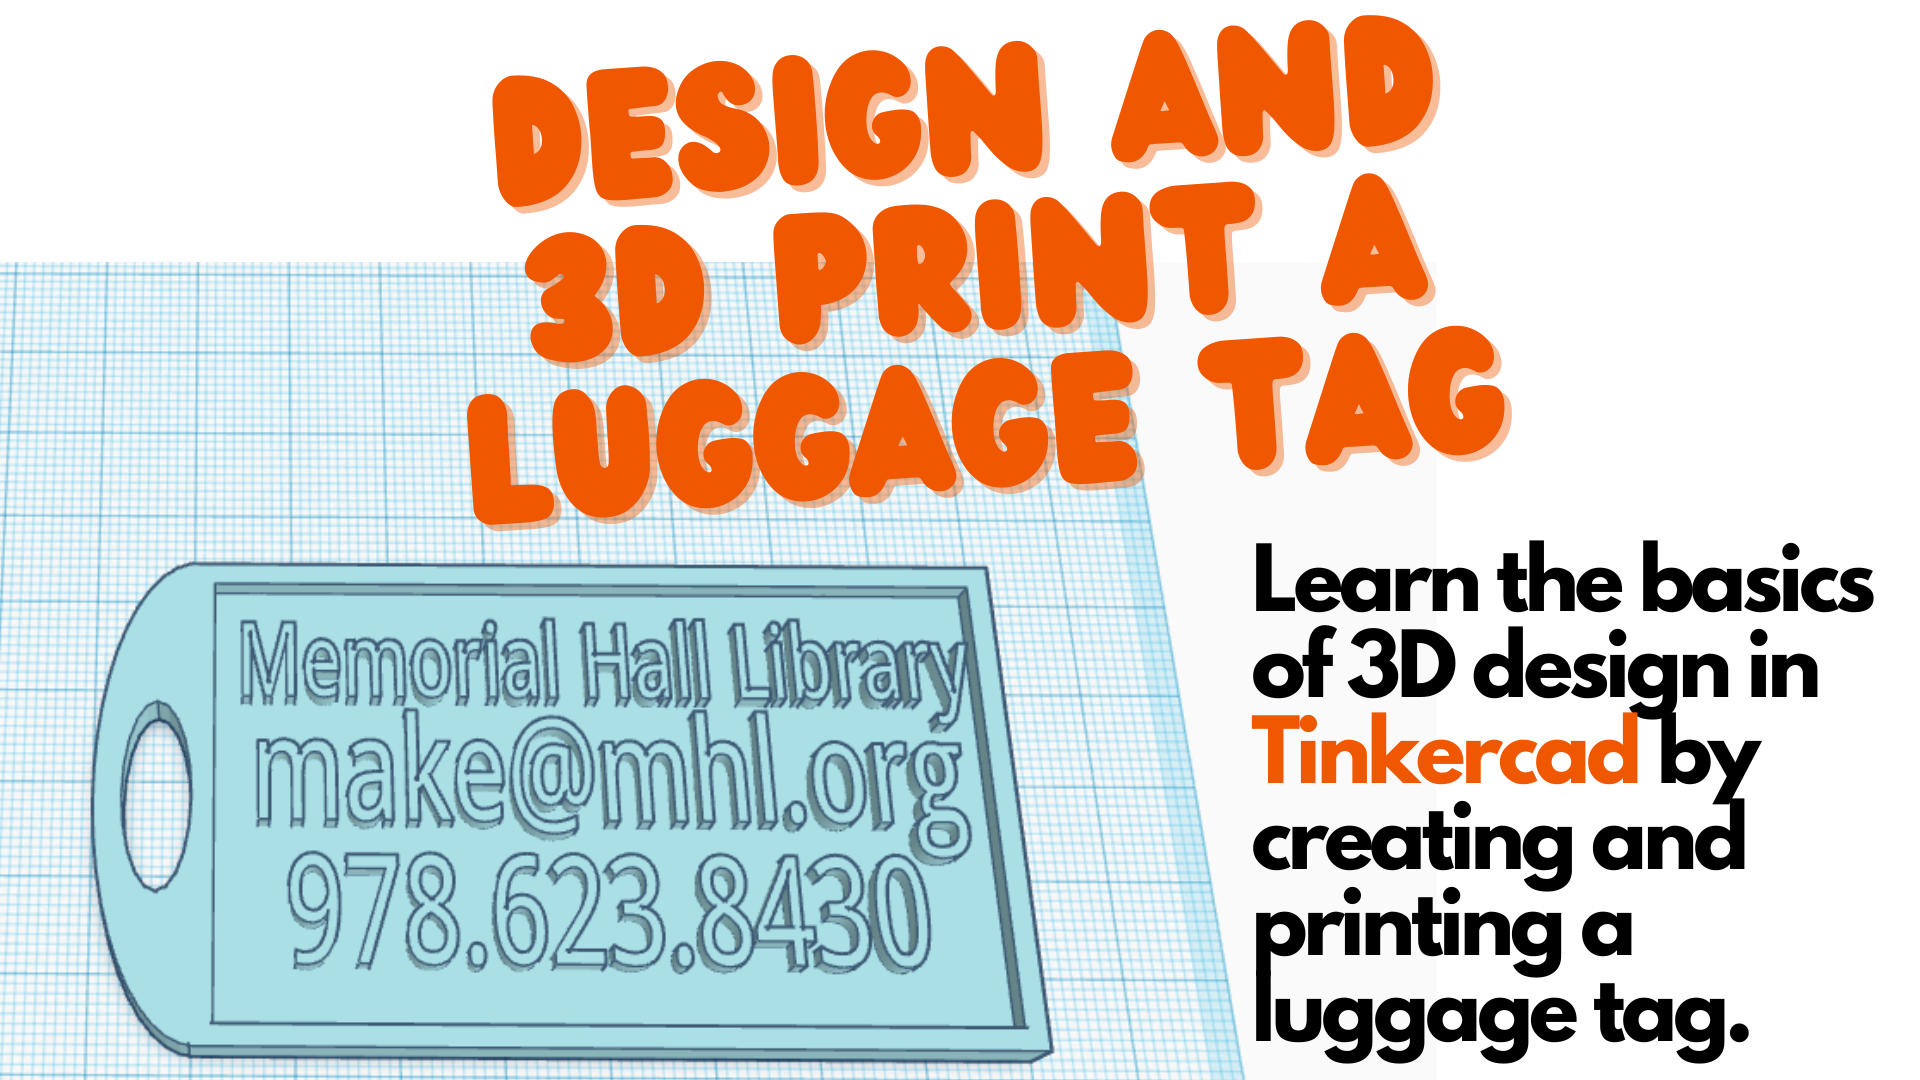 DESIGN AND
3D PRINT A
LUGGAGE TAG
Memorial Hall Library
make@mhl.org
978.623.8430
Learn the basics
of 3D design in
Tinkercad by
creating and
printing a
luggage tag.